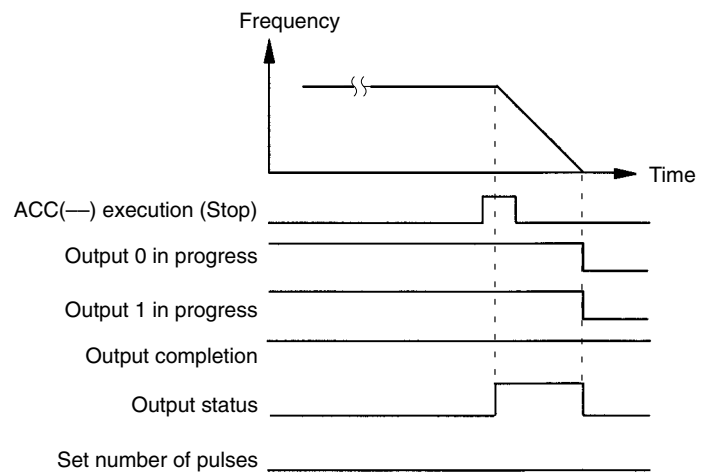 Frequency
Time
ACC(––) execution (Stop)
Output 0 in progress
Output 1 in progress
Output completion
Output status
Set number of pulses